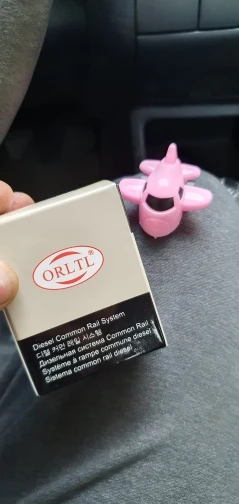 ORLTL®
Diesel Common Rail System
디젤 커먼 레일 시스템
Дизельная система Common Rail
Système à rampe commune diesel
Sistema common rail diesel